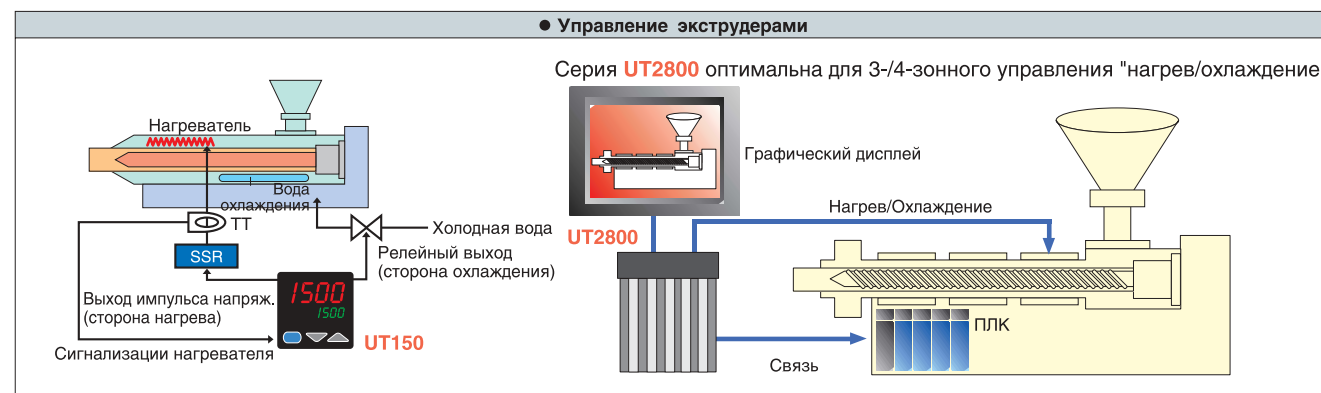 ● Управление экструдерами
Серия UT2800 оптимальна для 3-/4-зонного управления "нагрев/охлаждение
Нагреватель
Вода
охлаждения
ТТ
SSR
Холодная вода
Релейный выход
(сторона охлаждения)
Выход импульса напряж.
(сторона нагрева)
1500
1500
UT150
Сигнализации нагревателя
Графический дисплей
UT2800
Нагрев/Охлаждение
ПЛК
Связь